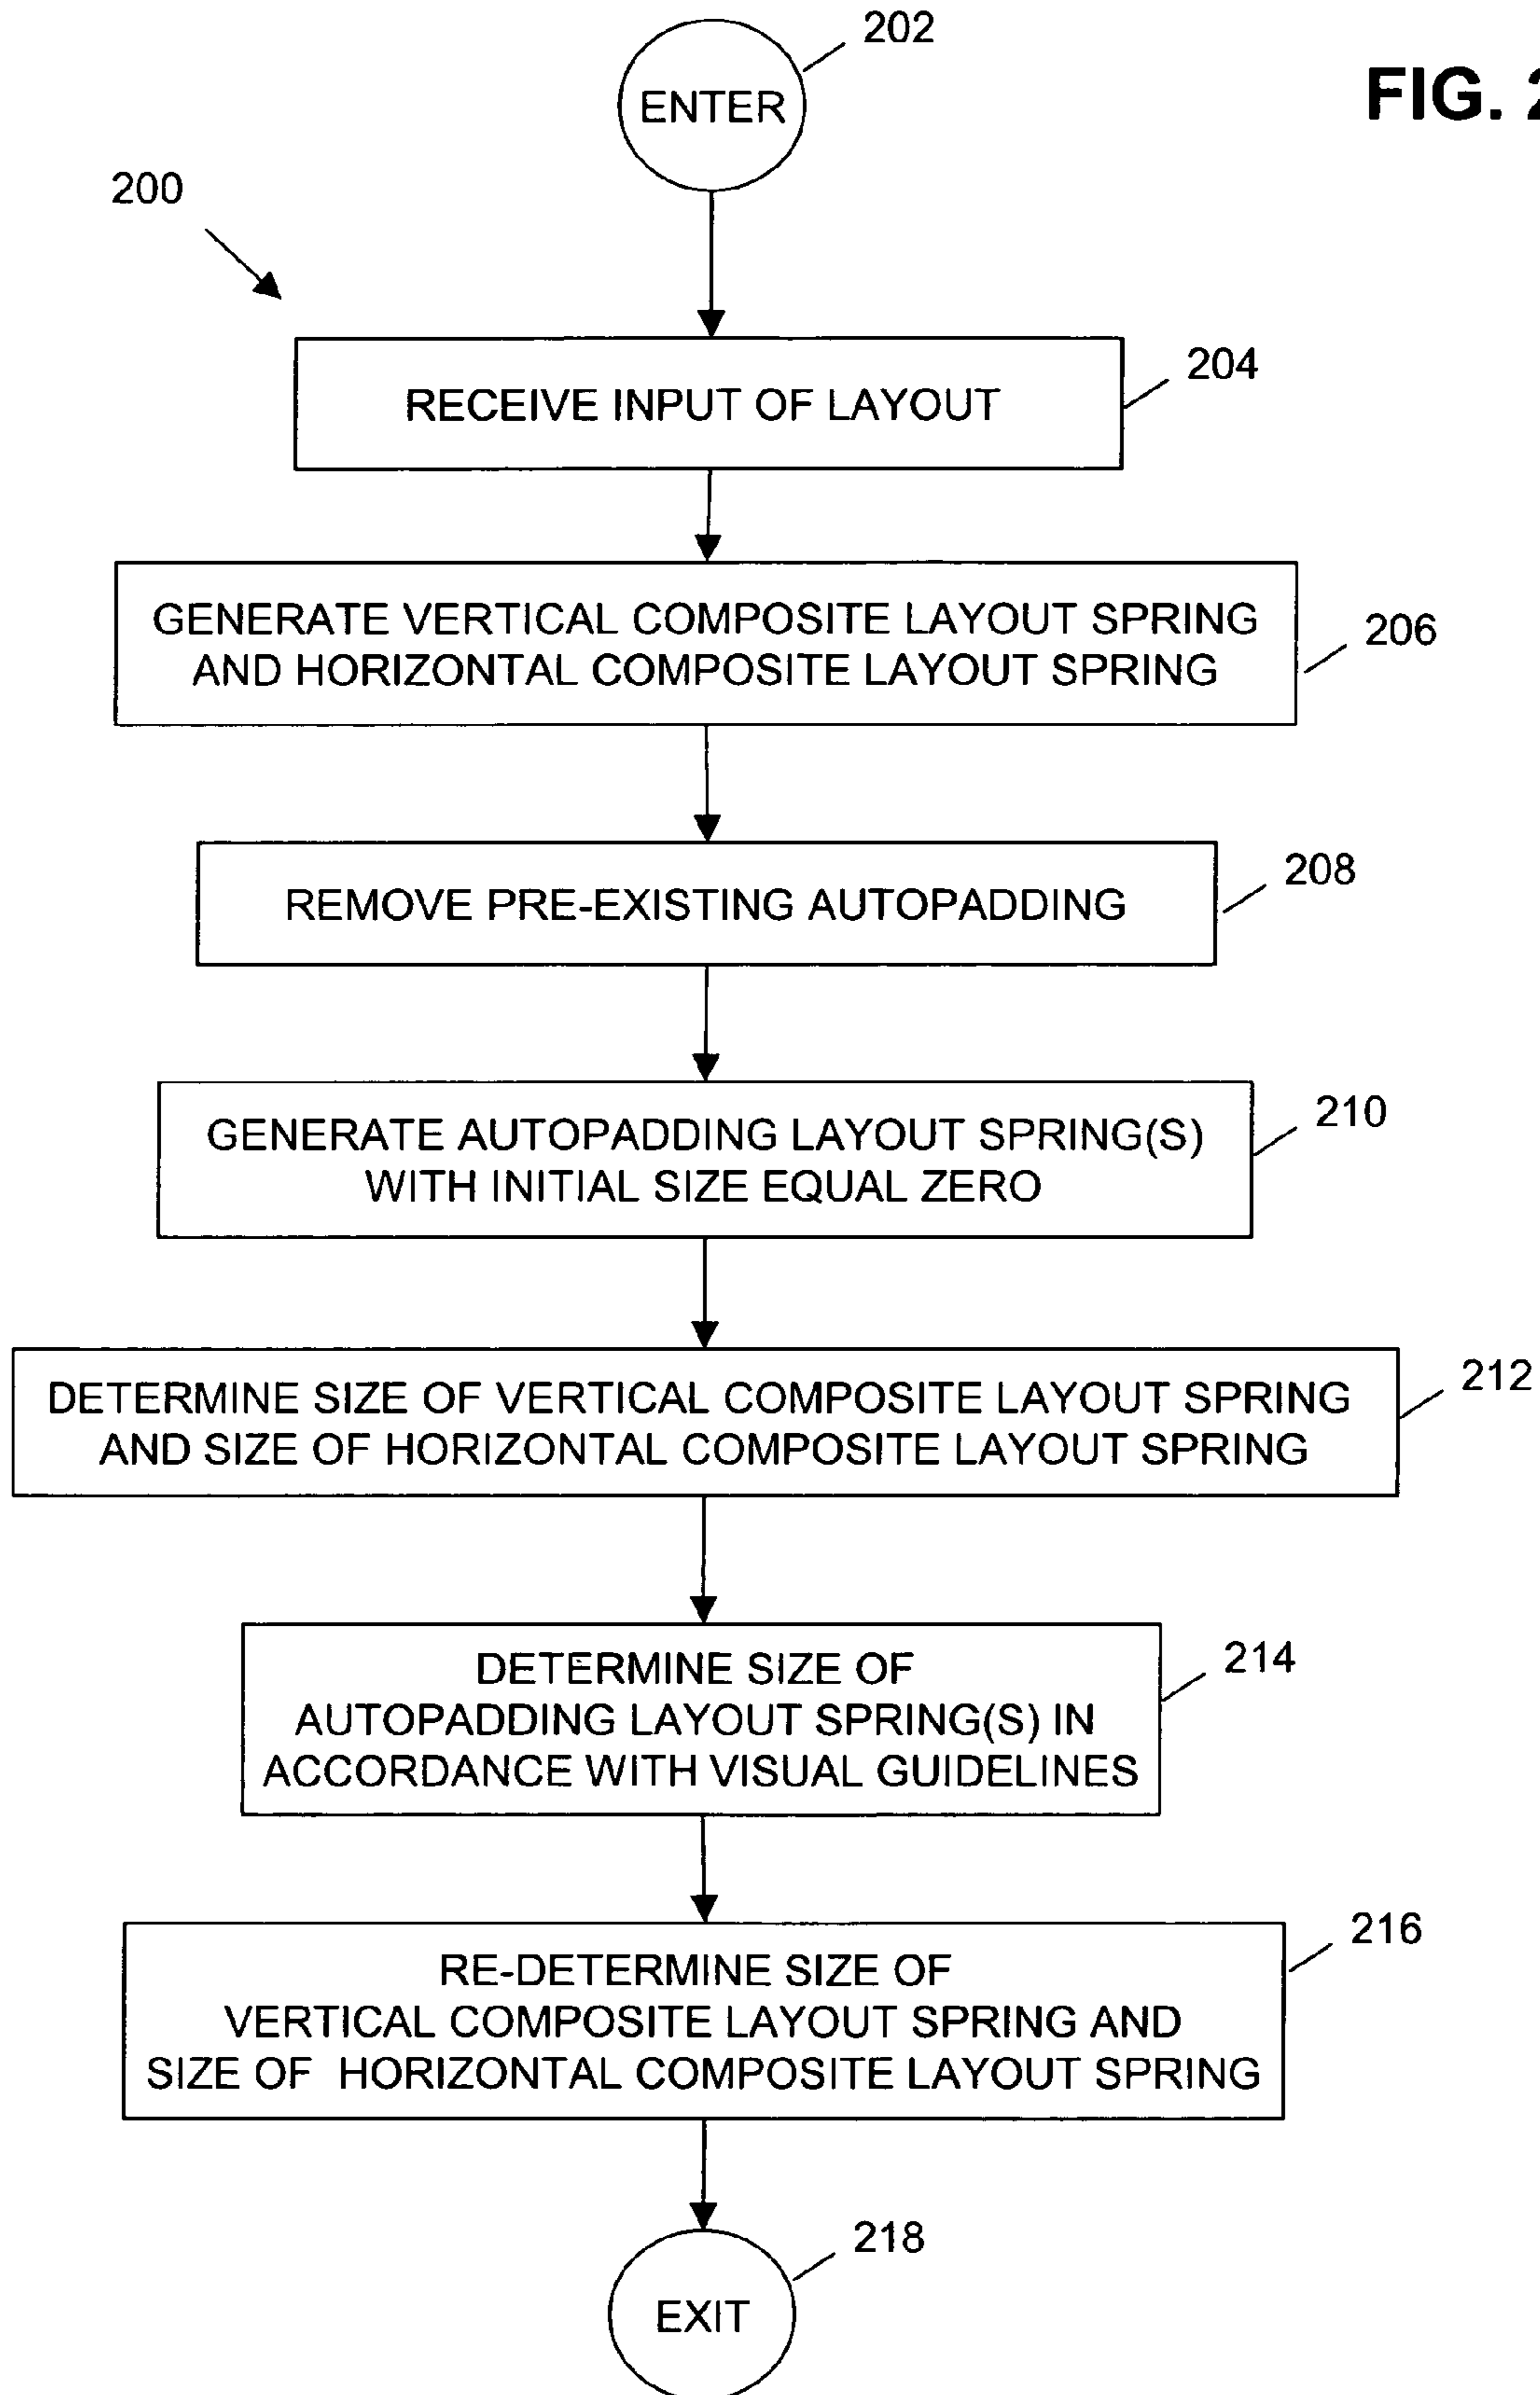 202
FIG. 2
ENTER
200
204
RECEIVE INPUT OF LAYOUT
206
GENERATE VERTICAL COMPOSITE LAYOUT SPRING
AND HORIZONTAL COMPOSITE LAYOUT SPRING
208
REMOVE PRE-EXISTING AUTOPADDING
210
GENERATE AUTOPADDING LAYOUT SPRING(S)
WITH INITIAL SIZE EQUAL ZERO
212
DETERMINE SIZE OF VERTICAL COMPOSITE LAYOUT SPRING
AND SIZE OF HORIZONTAL COMPOSITE LAYOUT SPRING
214
DETERMINE SIZE OF
AUTOPADDING LAYOUT SPRING(S) IN
ACCORDANCE WITH VISUAL GUIDELINES
216
RE-DETERMINE SIZE OF
VERTICAL COMPOSITE LAYOUT SPRING AND
SIZE OF HORIZONTAL COMPOSITE LAYOUT SPRING
218
EXIT